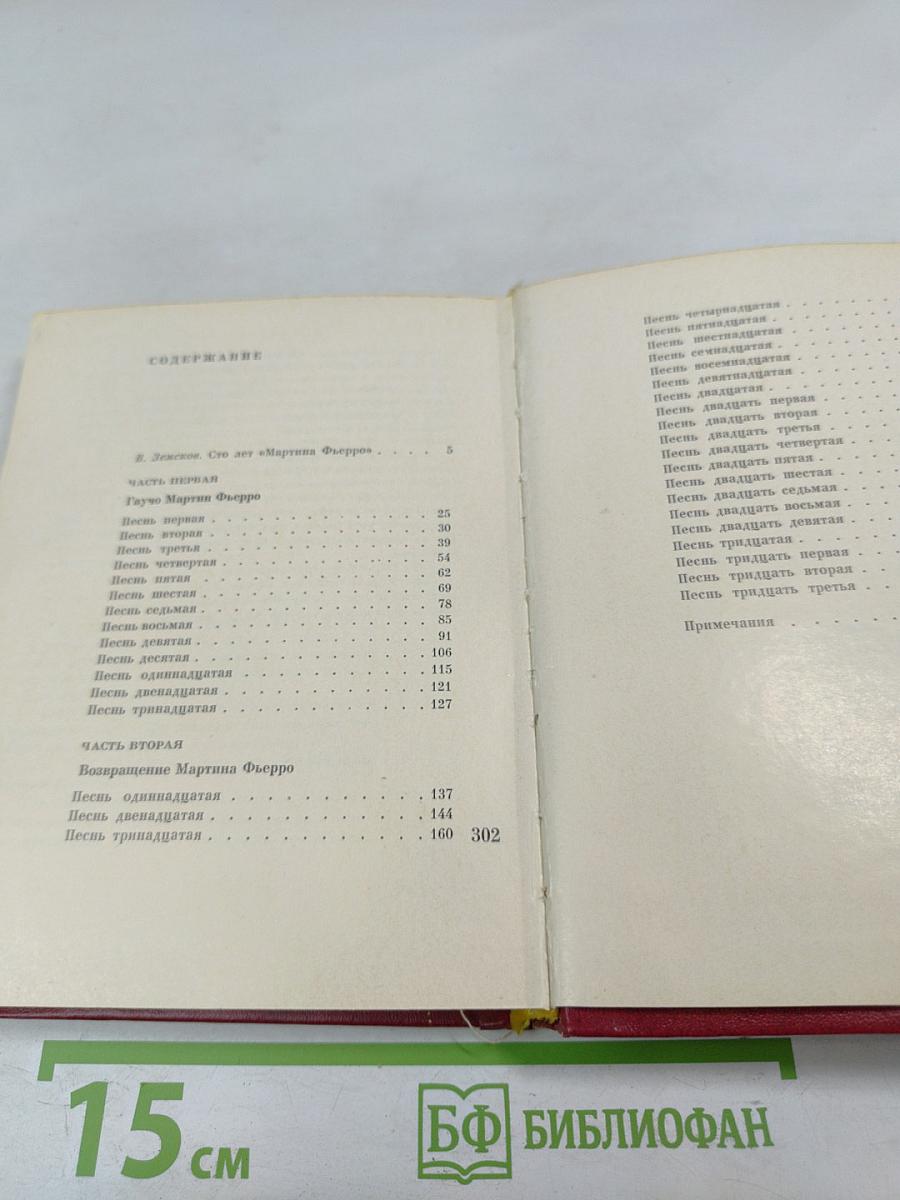 СОДЕРЖАНИЕ
В. Земсков. Сто лет «Мартина Фьерро» . . . . 5
ЧАСТЬ ПЕРВАЯ
Гаучо Мартин Фьерро
Песнь первая . . . . . . . . . . . . . 25
Песнь вторая . . . . . . . . . . . . . 30
Песнь третья . . . . . . . . . . . . . 39
Песнь четвертая . . . . . . . . . . . . 54
Песнь пятая . . . . . . . . . . . . . 62
Песнь шестая . . . . . . . . . . . . . 69
Песнь седьмая . . . . . . . . . . . . . 78
Песнь восьмая . . . . . . . . . . . . . 85
Песнь девятая . . . . . . . . . . . . . 91
Песнь десятая . . . . . . . . . . . . . 106
Песнь одиннадцатая . . . . . . . . . . . 115
Песнь двенадцатая . . . . . . . . . . . 121
Песнь тринадцатая . . . . . . . . . . . 127
ЧАСТЬ ВТОРАЯ
Возвращение Мартина Фьерро
Песнь одиннадцатая . . . . . . . . . . . 137
Песнь двенадцатая . . . . . . . . . . . 144
Песнь тринадцатая . . . . . . . . . . . 160
302
Песнь четырнадцатая . . . . . .
Песнь пятнадцатая . . . . . . .
Песнь шестнадцатая . . . . . .
Песнь семнадцатая . . . . . . .
Песнь восемнадцатая . . . . . .
Песнь девятнадцатая . . . . . .
Песнь двадцатая . . . . . . . .
Песнь двадцать первая . . . . .
Песнь двадцать вторая . . . . .
Песнь двадцать третья . . . . .
Песнь двадцать четвертая . . . .
Песнь двадцать пятая . . . . .
Песнь двадцать шестая . . . . .
Песнь двадцать седьмая . . . .
Песнь двадцать восьмая . . . .
Песнь двадцать девятая . . . .
Песнь тридцатая . . . . . . .
Песнь тридцать первая . . . .
Песнь тридцать вторая . . . .
Песнь тридцать третья . . . .
Примечания . . . . . . .
15 см
БФ БИБЛИОФАН